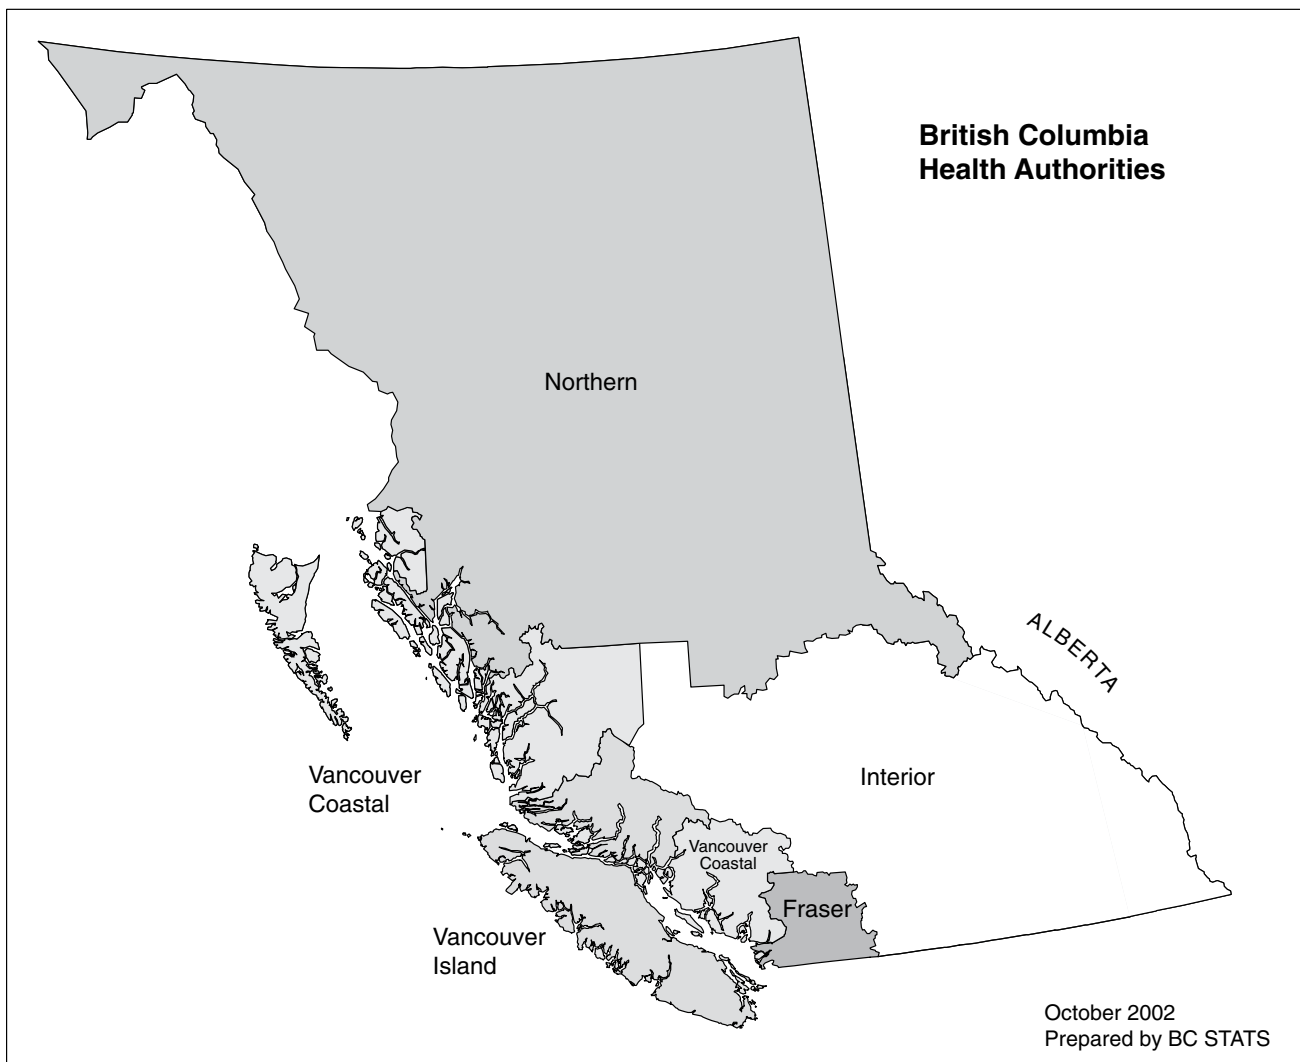 British Columbia
Health Authorities
Northern
ALBERTA
Interior
Vancouver
Coastal
Vancouver
Coastal
Fraser
Vancouver
Island
October 2002
Prepared by BC STATS